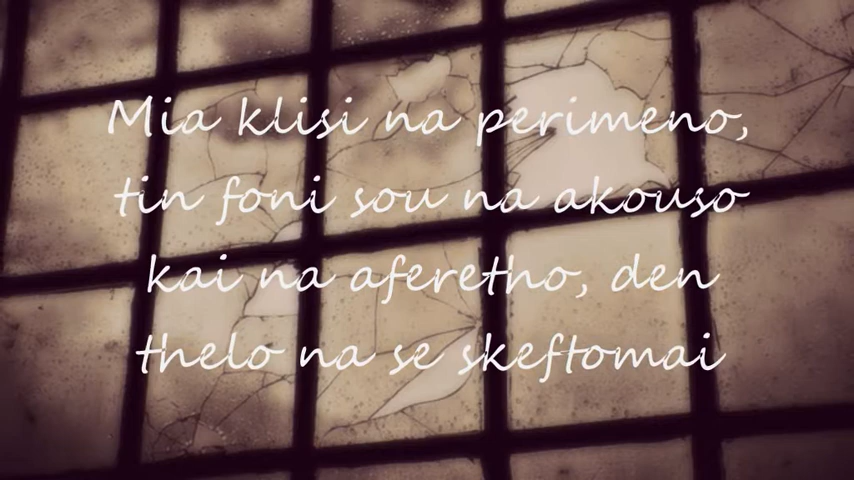 Mia klisi na perimeno,
tin foni sou na akouso
kai na aferetho, den
thelo na se skeftomai